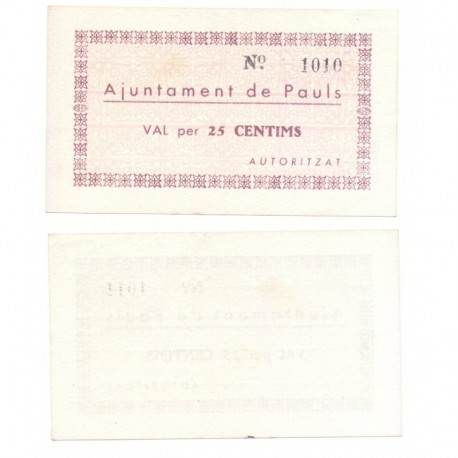 Nº 1010
Ajuntament de Pauls
VAL per 25 CENTIMS
AUTORITZAT